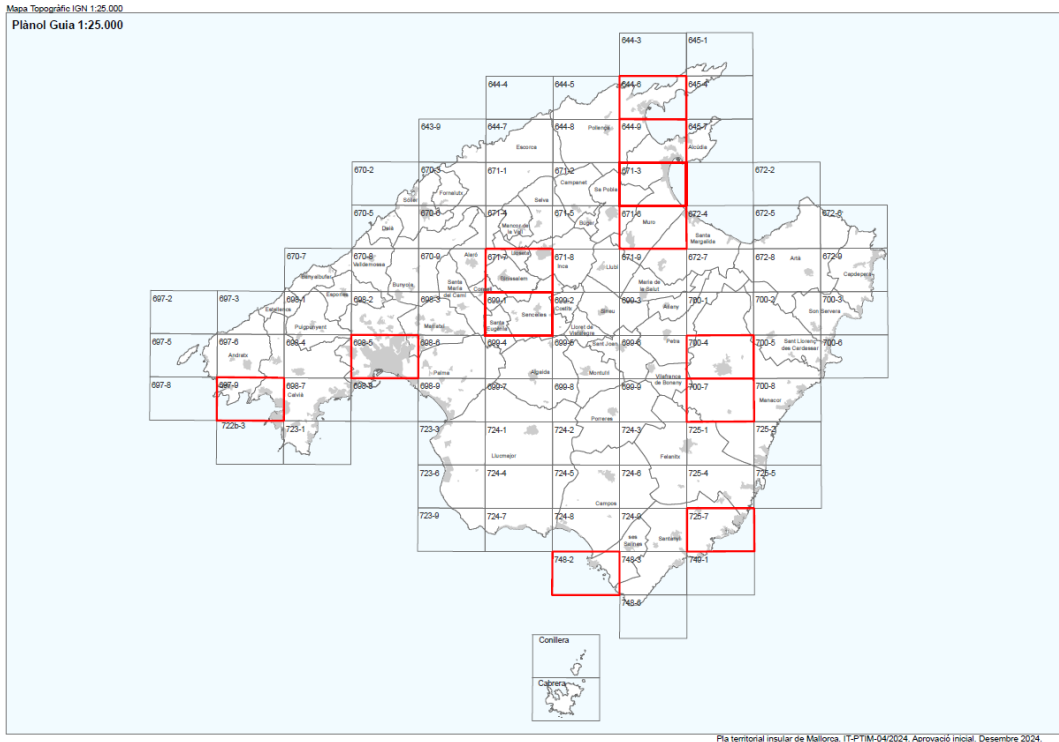 Mapa Topogràfic IGN 1:25.000
Plànol Guia 1:25.000
644-3 645-1
644-4 644-5 644-6 645-4
643-9 644-7 644-8 Pollença 644-9 645-7
Escorca Alcúdia
670-2 670-3 671-1 671-2 671-3 672-2
Campanet
Fornalutx Sa Pobla
Sóller Selva
670-5 670-6 671-4 671-5 671-6 672-4 672-5 672-6
Deià Mancor de la Vall Búger Muro Santa Margalida
670-7 670-8 670-9 Alaró 671-7 671-8 671-9 672-7 672-8 Artà 672-9
Valldemossa Lloseta Inca Llubí Capdepera
Banyalbufar Bunyola Santa Maria del Camí Consell Binissalem Maria de la Salut
697-2 697-3 698-1 Esporles 698-2 698-3 699-1 699-2 699-3 700-1 700-2 700-3
Estellencs Costitx Sineu Ariany Son Servera
Puigpunyent Marratxí Santa Eugènia Sencelles Lloret de Vistalegre
697-5 697-6 698-4 698-5 698-6 699-4 699-5 Sant Joan 699-6 Petra 700-4 700-5 Sant Llorenç des Cardassar 700-6
Andratx Palma Algaida Montuïri Vilafranca de Bonany
697-8 697-9 698-7 698-8 698-9 699-7 699-8 699-9 700-7 700-8
Calvià Manacor
Porreres
722b-3 723-1 723-3 724-1 724-2 724-3 725-1 725-2
Llucmajor Felanitx
723-6 724-4 724-5 724-6 725-4 725-5
Campos
723-9 724-7 724-8 724-9 725-7
ses Salines Santanyí
748-2 748-3 749-1
748-6
Conillera
Cabrera
Pla territorial insular de Mallorca. IT-PTIM-04/2024. Aprovació inicial. Desembre 2024.